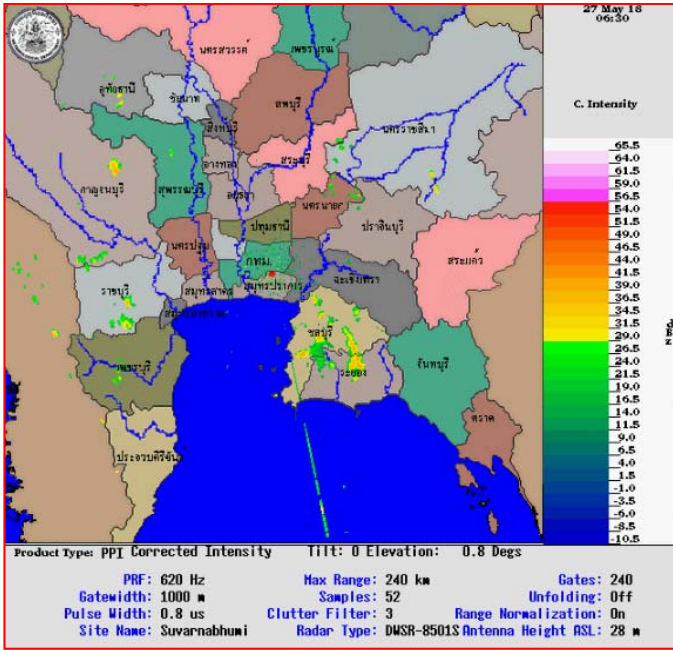 27 May 18
06:30
C. Intensity
นครสวรรค์
เพชรบูรณ์
อุทัยธานี
ชัยนาท
ลพบุรี
สิงหบุรี
นครราชสีมา
อ่างทอง
สระบุรี
กาญจนบุรี
สุพรรณบุรี
อยุธยา
นครนายก
ปทุมธานี
ปราจีนบุรี
นครปฐม
กทม.
สระแก้ว
ฉะเชิงเทรา
ราชบุรี
สมุทรสาคร
สมุทรปราการ
ชลบุรี
เพชรบุรี
ระยอง
จันทบุรี
ตราด
ประจวบคีรีขันธ์
65.5
64.0
61.5
59.0
56.5
54.0
51.5
49.0
46.5
44.0
41.5
39.0
36.5
34.0
31.5
29.0
26.5
24.0
21.5
19.0
16.5
14.0
11.5
9.0
6.5
4.0
1.5
-1.0
-3.5
-6.0
-8.5
-10.5
Product Type: PPI Corrected Intensity Tilt: 0 Elevation: 0.8 Degs
PRF: 620 Hz Max Range: 240 km Gates: 240
Gatewidth: 1000 m Samples: 52 Unfolding: Off
Pulse Width: 0.8 us Clutter Filter: 3 Range Normalization: On
Site Name: Suvarnabhumi Radar Type: DWSR-8501S Antenna Height ASL: 28 m